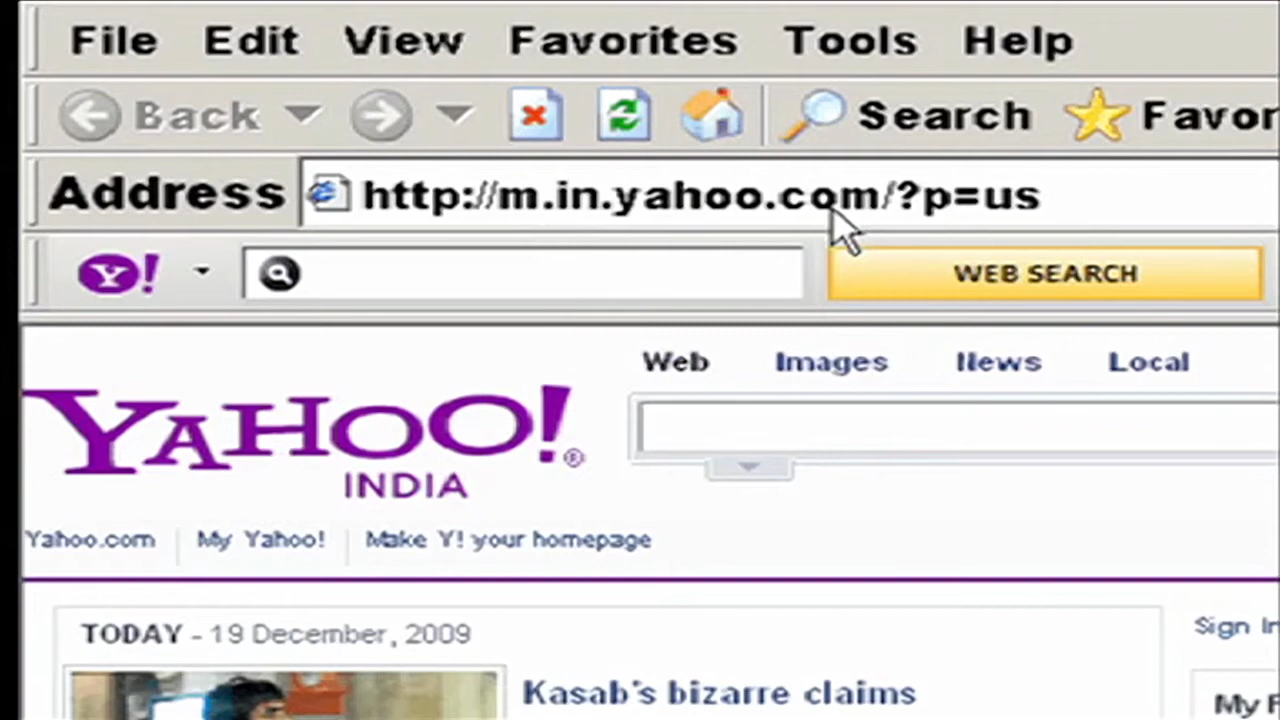 File Edit View Favorites Tools Help
Back Search
Address http://m.in.yahoo.com/?p=us
Y! WEB SEARCH
Web Images News Local
YAHOO!®
INDIA
Yahoo.com My Yahoo! Make Y! your homepage
TODAY - 19 December, 2009
Sign In
Kasab's bizarre claims
My